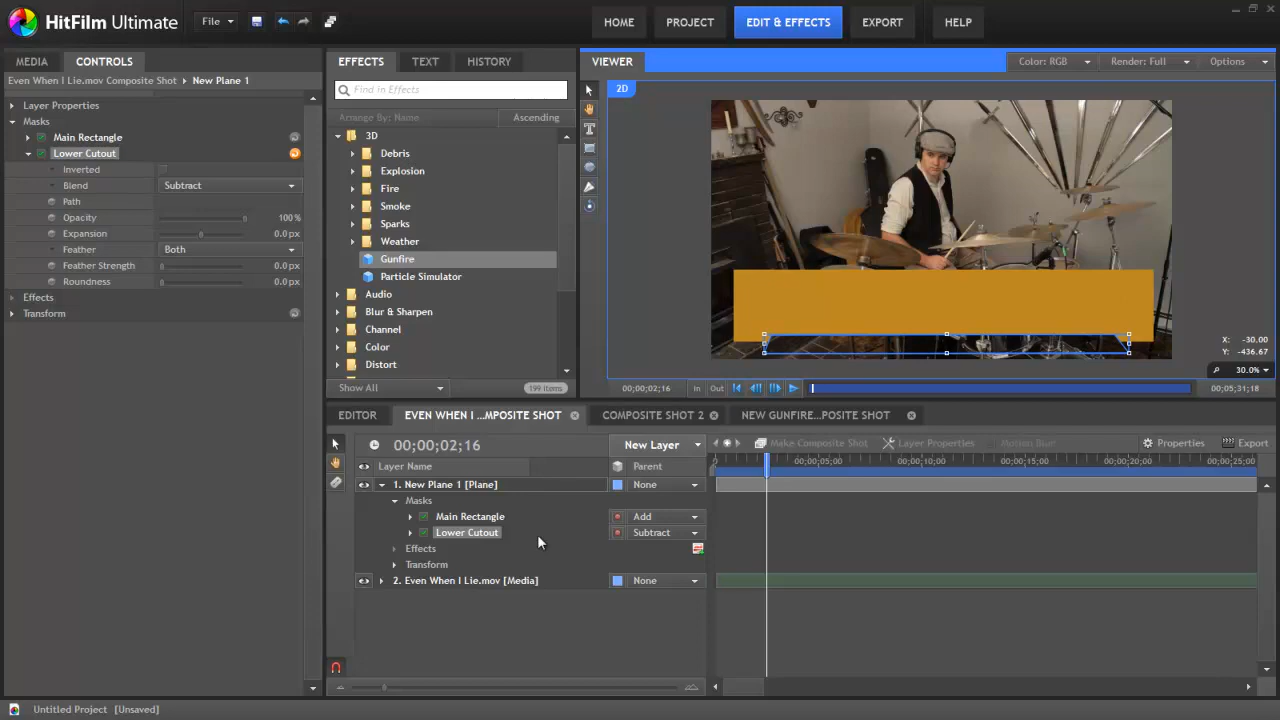 HitFilm Ultimate
File
HOME
PROJECT
EDIT & EFFECTS
EXPORT
HELP
MEDIA
CONTROLS
Even When I Lie.mov Composite Shot
New Plane 1
Layer Properties
Masks
Main Rectangle
Lower Cutout
Inverted
Blend
Subtract
Path
Opacity
100%
Expansion
0.0 px
Feather
Both
Feather Strength
0.0 px
Roundness
0.0 px
Effects
Transform
EFFECTS
TEXT
HISTORY
Find in Effects
Arrange By: Name
Ascending
3D
Debris
Explosion
Fire
Smoke
Sparks
Weather
Gunfire
Particle Simulator
Audio
Blur & Sharpen
Channel
Color
Distort
Show All
199 items
VIEWER
Color: RGB
Render: Full
Options
2D
X: -30.00
Y: -436.67
30.0%
00;00;02;16
In
Out
00;05;31;18
EDITOR
EVEN WHEN I ...MPOSITE SHOT
COMPOSITE SHOT 2
NEW GUNFIRE...POSITE SHOT
00;00;02;16
New Layer
Make Composite Shot
Layer Properties
Motion Blur
Properties
Export
Layer Name
Parent
0
00;00;05;00
00;00;10;00
00;00;15;00
00;00;20;00
00;00;25;00
1. New Plane 1 [Plane]
None
Masks
Main Rectangle
Add
Lower Cutout
Subtract
Effects
Transform
2. Even When I Lie.mov [Media]
None
Untitled Project [Unsaved]